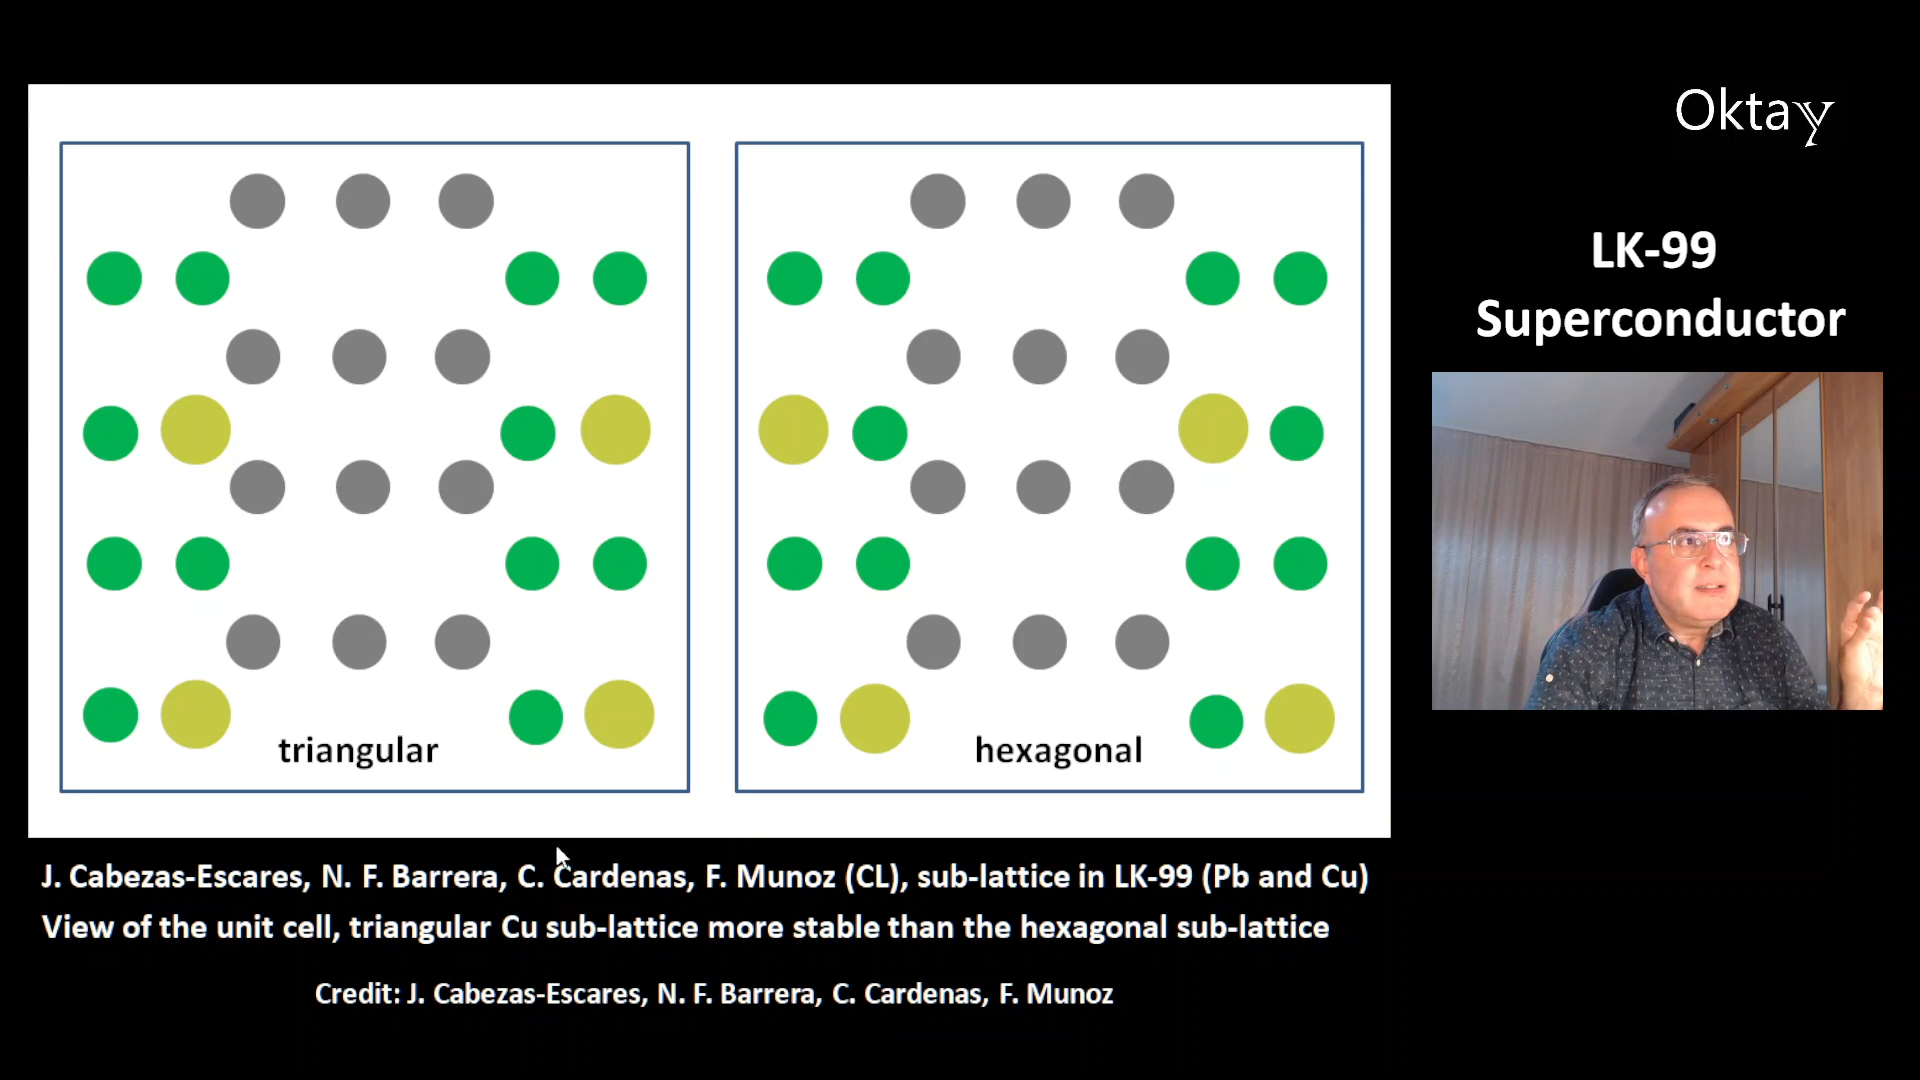 Oktay
LK-99
Superconductor
triangular
hexagonal
J. Cabezas-Escares, N. F. Barrera, C. Cardenas, F. Munoz (CL), sub-lattice in LK-99 (Pb and Cu)
View of the unit cell, triangular Cu sub-lattice more stable than the hexagonal sub-lattice
Credit: J. Cabezas-Escares, N. F. Barrera, C. Cardenas, F. Munoz